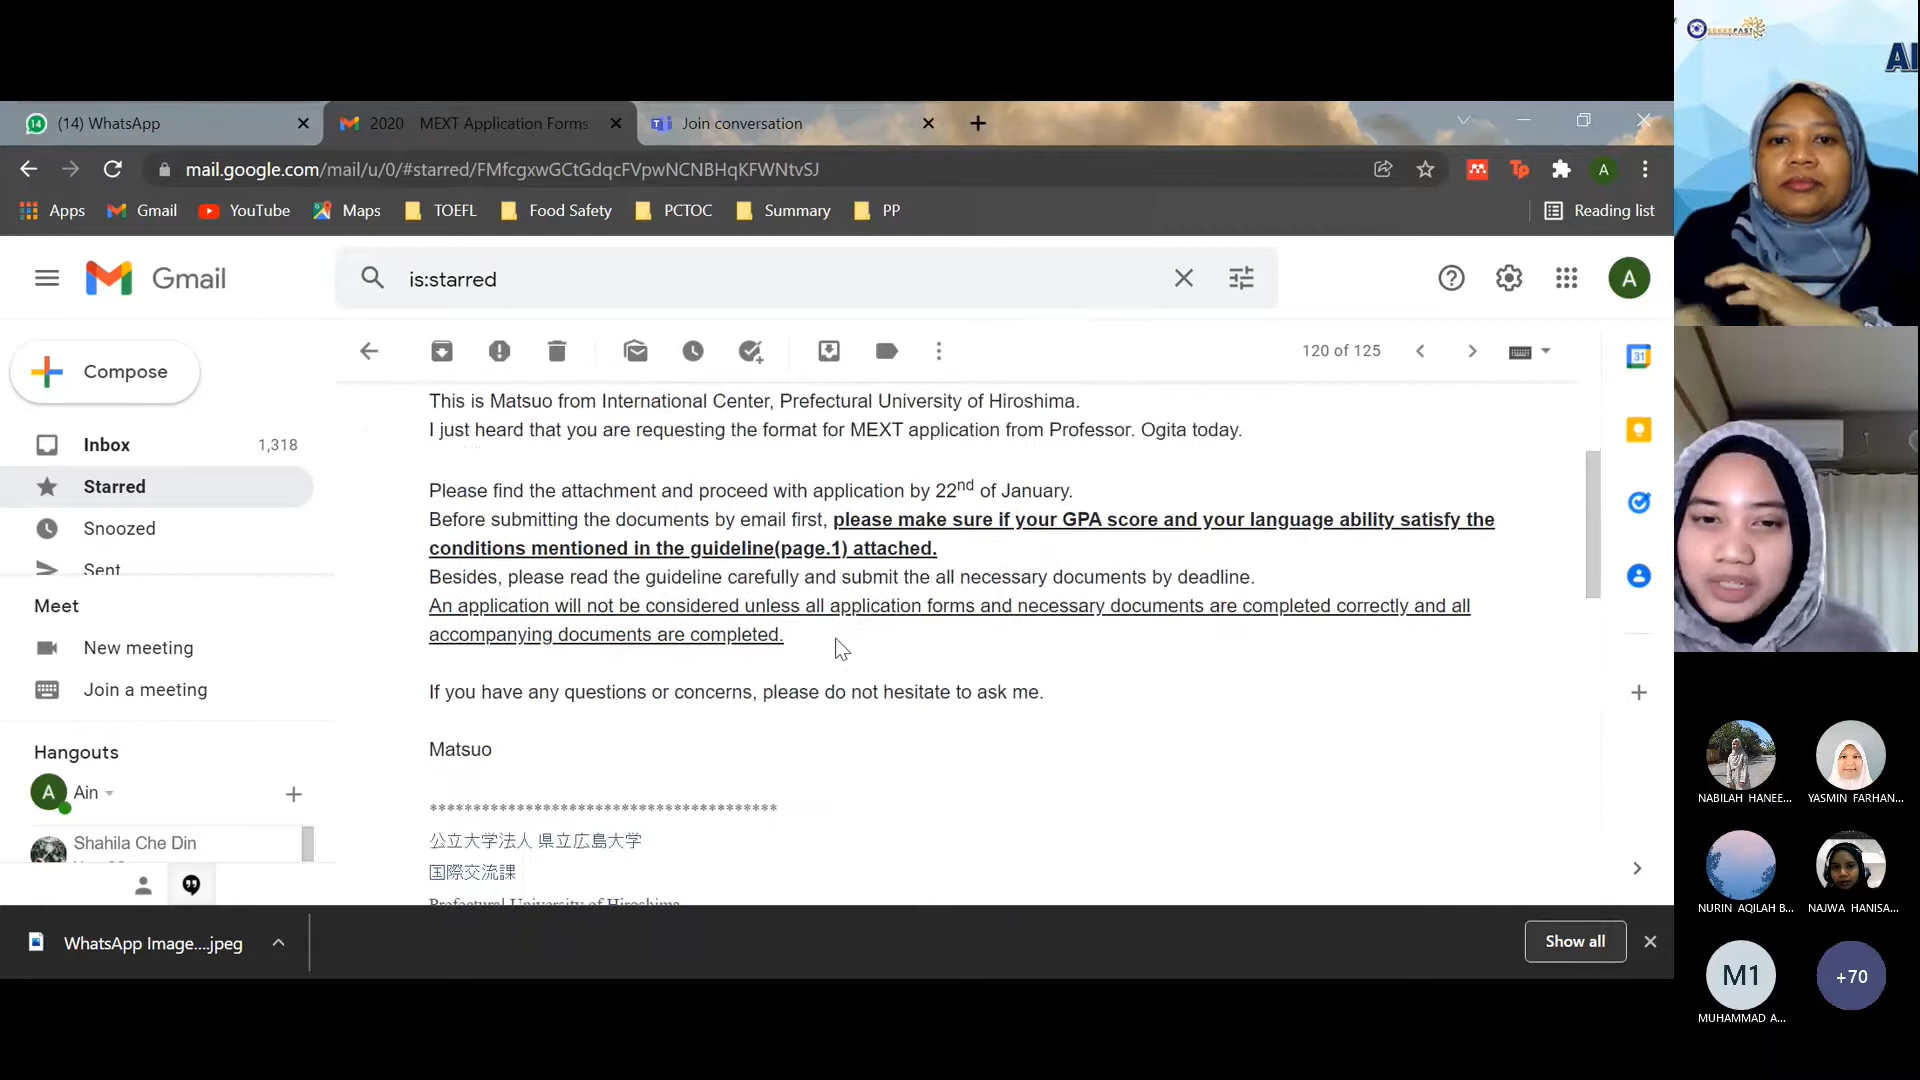 (14) WhatsApp
2020 MEXT Application Forms
Join conversation
mail.google.com/mail/u/0/#starred/FMfcgxwGCtGdqcFVpwNCNBHqKFWNtvSJ
Apps
Gmail
YouTube
Maps
TOEFL
Food Safety
PCTOC
Summary
PP
Reading list
Gmail
is:starred
A
Compose
120 of 125
Inbox 1,318
Starred
Snoozed
Sent
Meet
New meeting
Join a meeting
Hangouts
A Ain
Shahila Che Din
This is Matsuo from International Center, Prefectural University of Hiroshima.
I just heard that you are requesting the format for MEXT application from Professor. Ogita today.
Please find the attachment and proceed with application by 22nd of January.
Before submitting the documents by email first, please make sure if your GPA score and your language ability satisfy the
conditions mentioned in the guideline(page.1) attached.
Besides, please read the guideline carefully and submit the all necessary documents by deadline.
An application will not be considered unless all application forms and necessary documents are completed correctly and all
accompanying documents are completed.
If you have any questions or concerns, please do not hesitate to ask me.
Matsuo
****************************************
公立大学法人 県立広島大学
国際交流課
Prefectural University of Hiroshima
WhatsApp Image....jpeg
Show all
NABILAH HANEE...
YASMIN FARHAN...
NURIN AQILAH B...
NAJWA HANISA...
M1
+70
MUHAMMAD A...